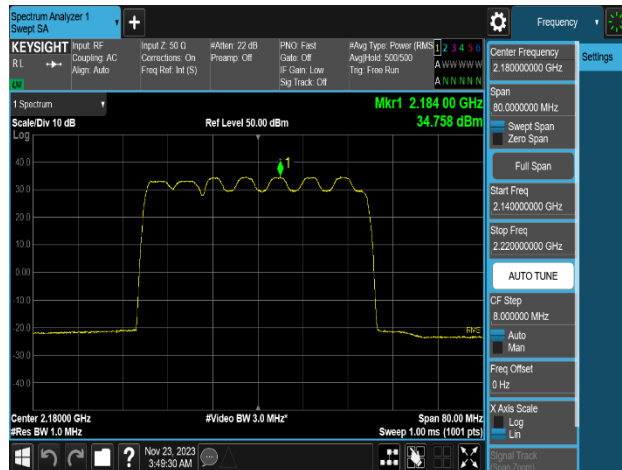 Spectrum Analyzer 1
Swept SA
Frequency
KEYSIGHT
RL
Input: RF
Coupling: AC
Align: Auto
Input Z: 50 Ω
Corrections: On
Freq Ref: Int (S)
#Atten: 22 dB
Preamp: Off
PNO: Fast
Gate: Off
IF Gain: Low
Sig Track: Off
#Avg Type: Power (RMS
Avg|Hold: 500/500
Trig: Free Run
1 2 3 4 5 6
A W W W W W
A N N N N N
1 Spectrum
Scale/Div 10 dB
Log
Ref Level 50.00 dBm
Mkr1 2.184 00 GHz
34.758 dBm
1
40.0
30.0
20.0
10.0
0.00
-10.0
-20.0
-30.0
-40.0
RMS
Center 2.18000 GHz
#Res BW 1.0 MHz
#Video BW 3.0 MHz*
Span 80.00 MHz
Sweep 1.00 ms (1001 pts)
Nov 23, 2023
3:49:30 AM
Center Frequency
2.180000000 GHz
Settings
Span
80.0000000 MHz
Swept Span
Zero Span
Full Span
Start Freq
2.140000000 GHz
Stop Freq
2.220000000 GHz
AUTO TUNE
CF Step
8.000000 MHz
Auto
Man
Freq Offset
0 Hz
X Axis Scale
Log
Lin
Signal Track
(Span Zoom)